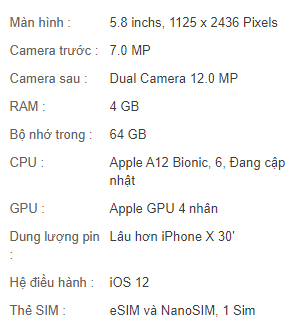 Màn hình : 5.8 inchs, 1125 x 2436 Pixels
Camera trước : 7.0 MP
Camera sau : Dual Camera 12.0 MP
RAM : 4 GB
Bộ nhớ trong : 64 GB
CPU : Apple A12 Bionic, 6, Đang cập
nhật
GPU : Apple GPU 4 nhân
Dung lượng pin : Lâu hơn iPhone X 30'
Hệ điều hành : iOS 12
Thẻ SIM : eSIM và NanoSIM, 1 Sim